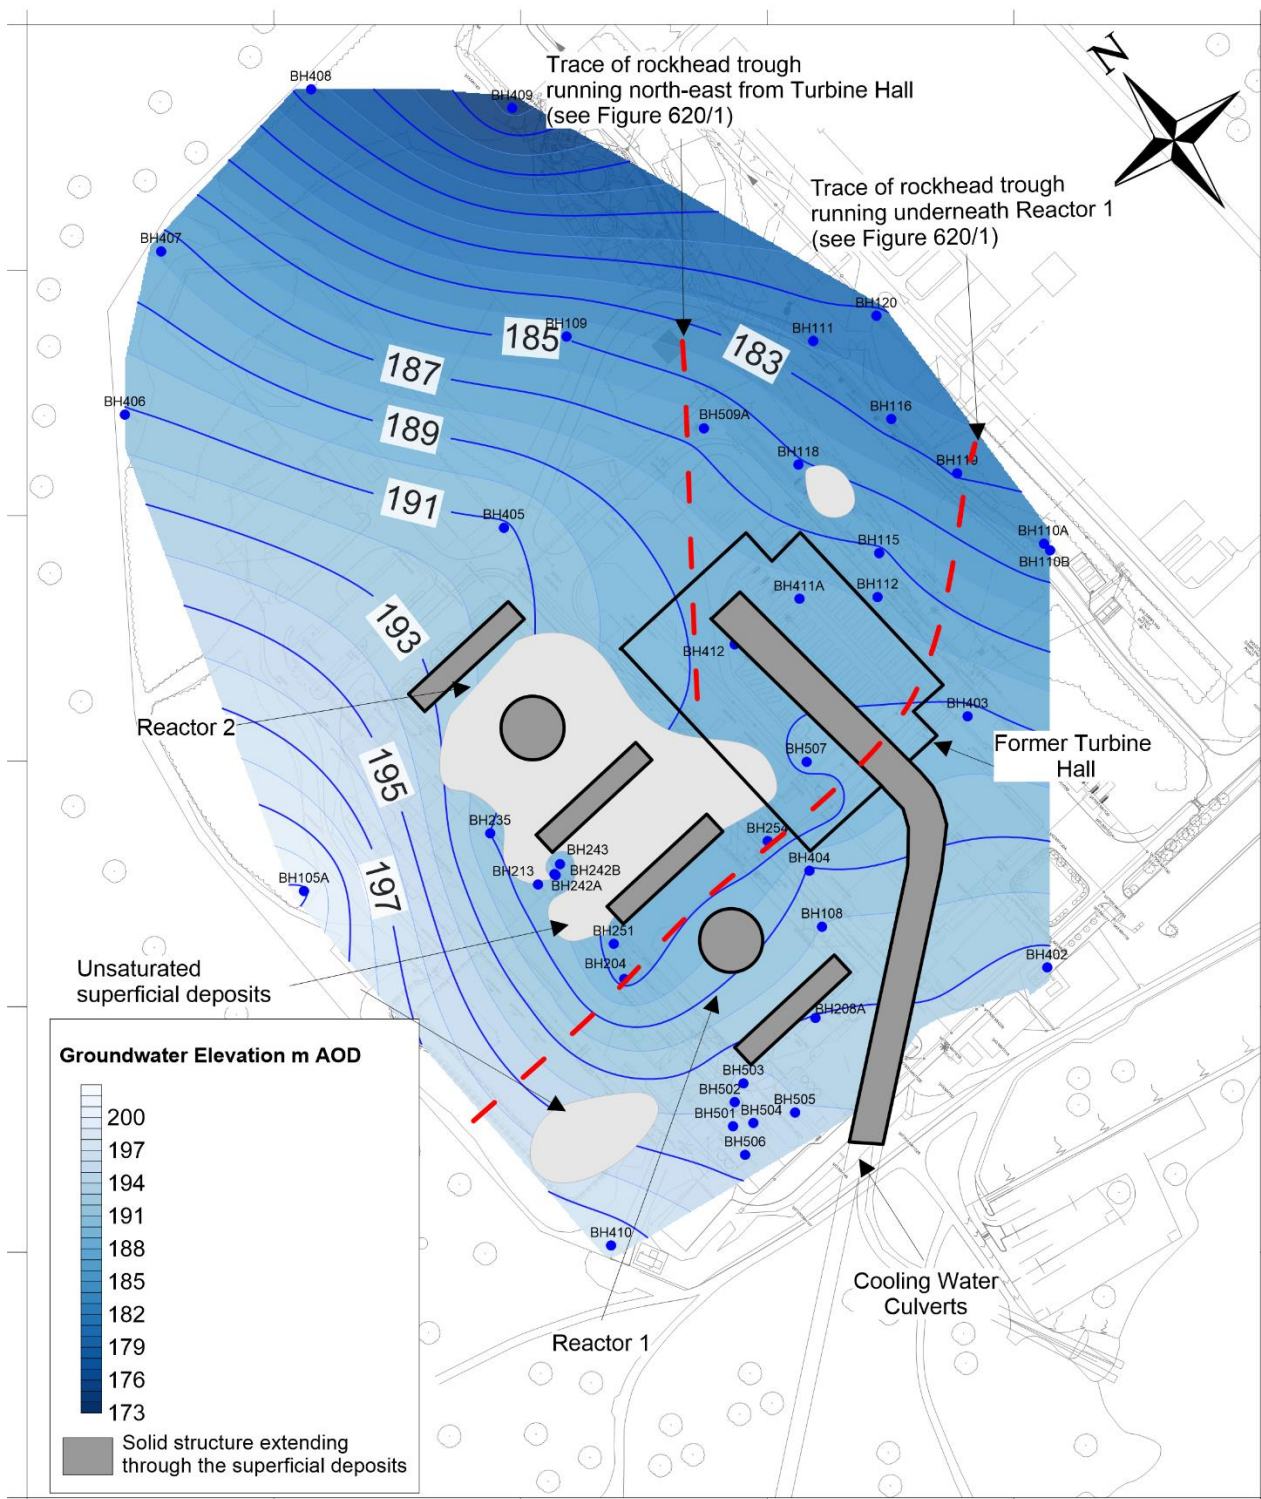 N
Trace of rockhead trough
running north-east from Turbine Hall
(see Figure 620/1)
BH408
BH409
Trace of rockhead trough
running underneath Reactor 1
(see Figure 620/1)
BH407
BH120
BH109
BH111
185
183
187
BH406
BH509A
BH116
189
BH118
BH119
191
BH405
BH110A
BH110B
BH115
BH411A
BH112
193
BH412
Reactor 2
BH403
Former Turbine
Hall
BH507
195
BH235
BH254
BH243
BH404
BH242B
BH213
BH242A
BH105A
197
BH108
BH251
BH402
Unsaturated
superficial deposits
BH204
BH208A
BH503
BH502
BH505
BH501
BH504
BH506
BH410
Cooling Water
Culverts
Reactor 1
Groundwater Elevation m AOD
200
197
194
191
188
185
182
179
176
173
Solid structure extending
through the superficial deposits